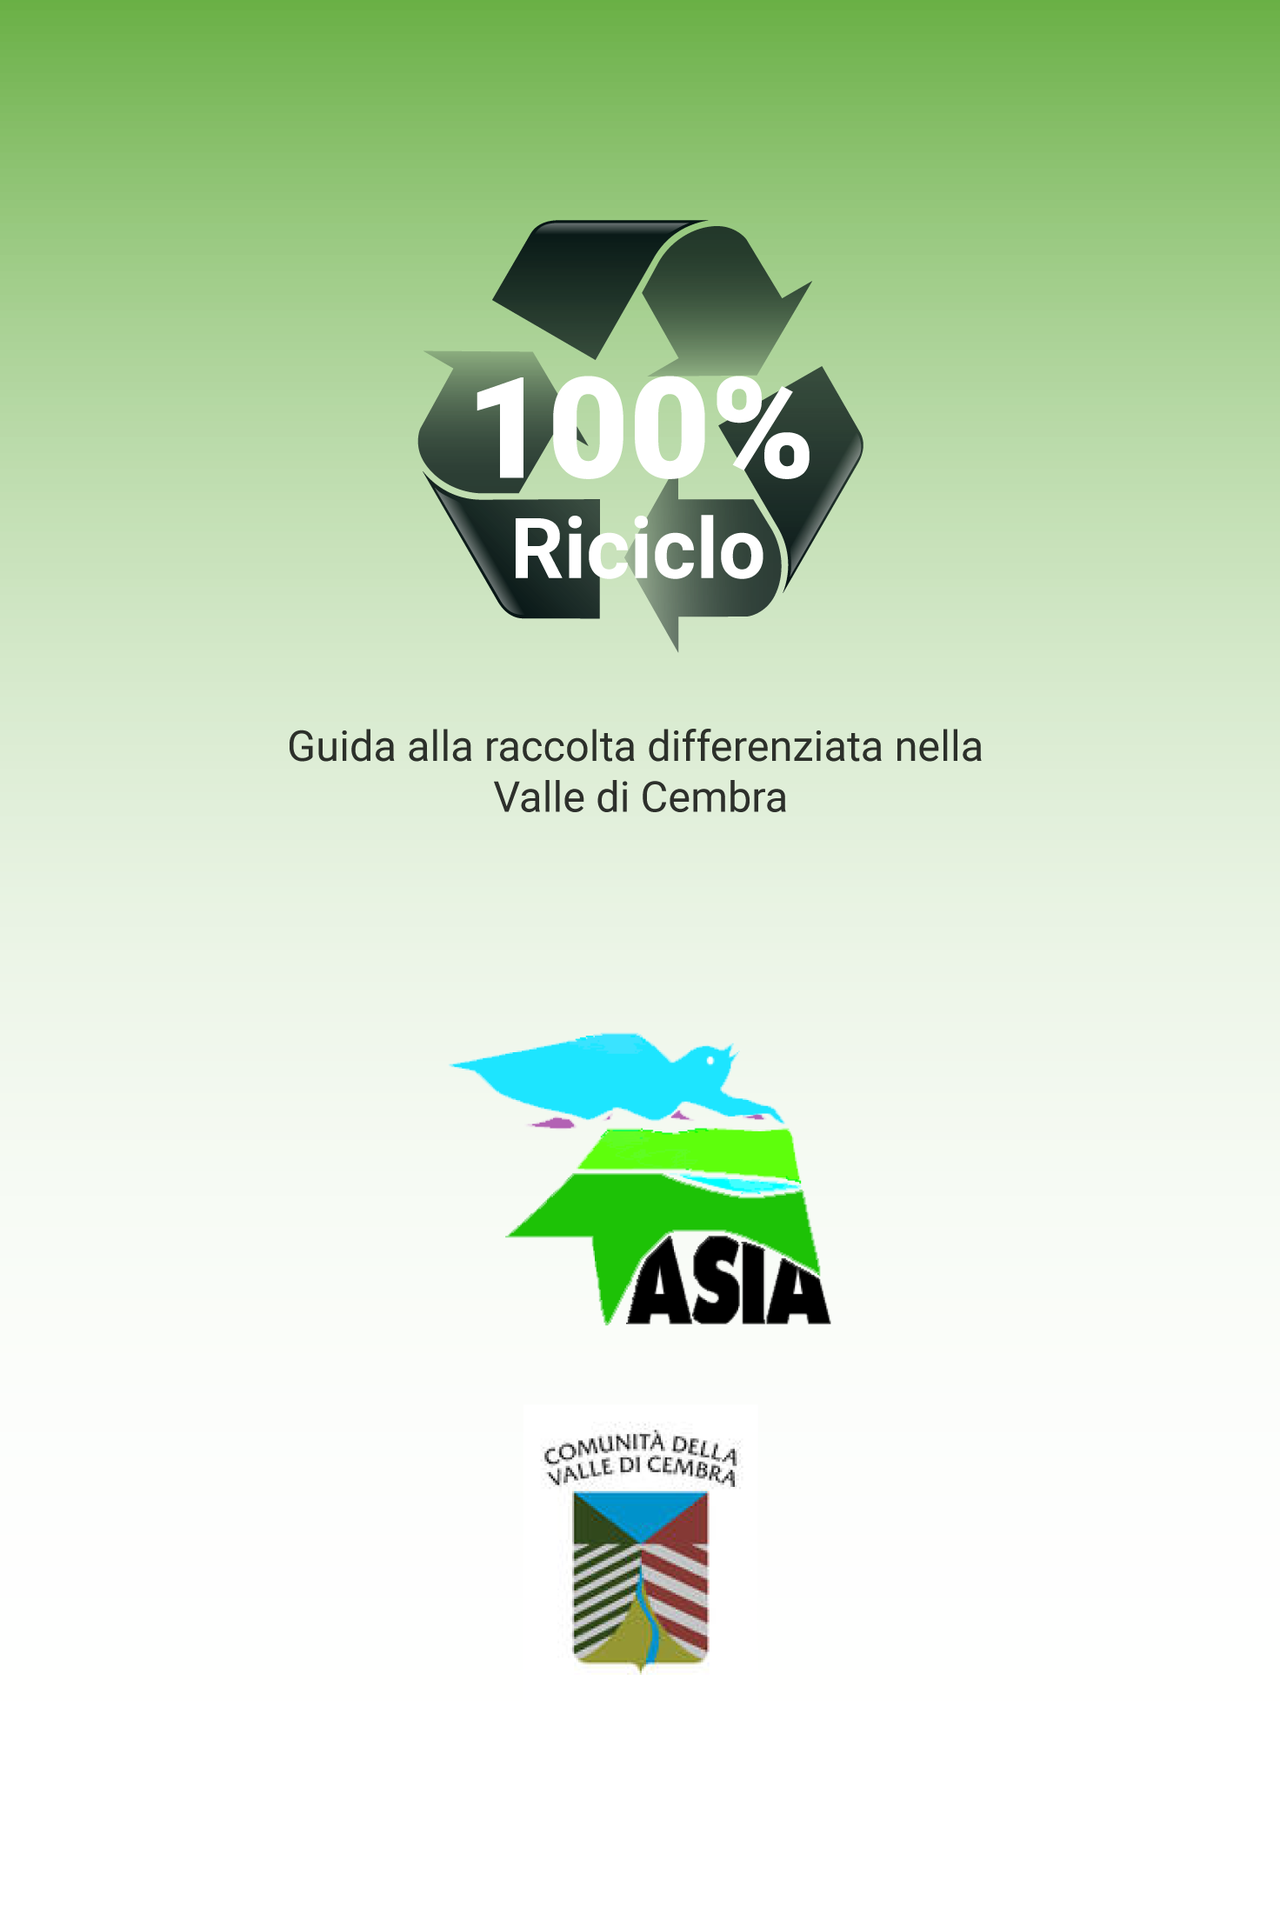 100%
Riciclo
Guida alla raccolta differenziata nella
Valle di Cembra
ASIA
COMUNITÀ DELLA
VALLE DI CEMBRA